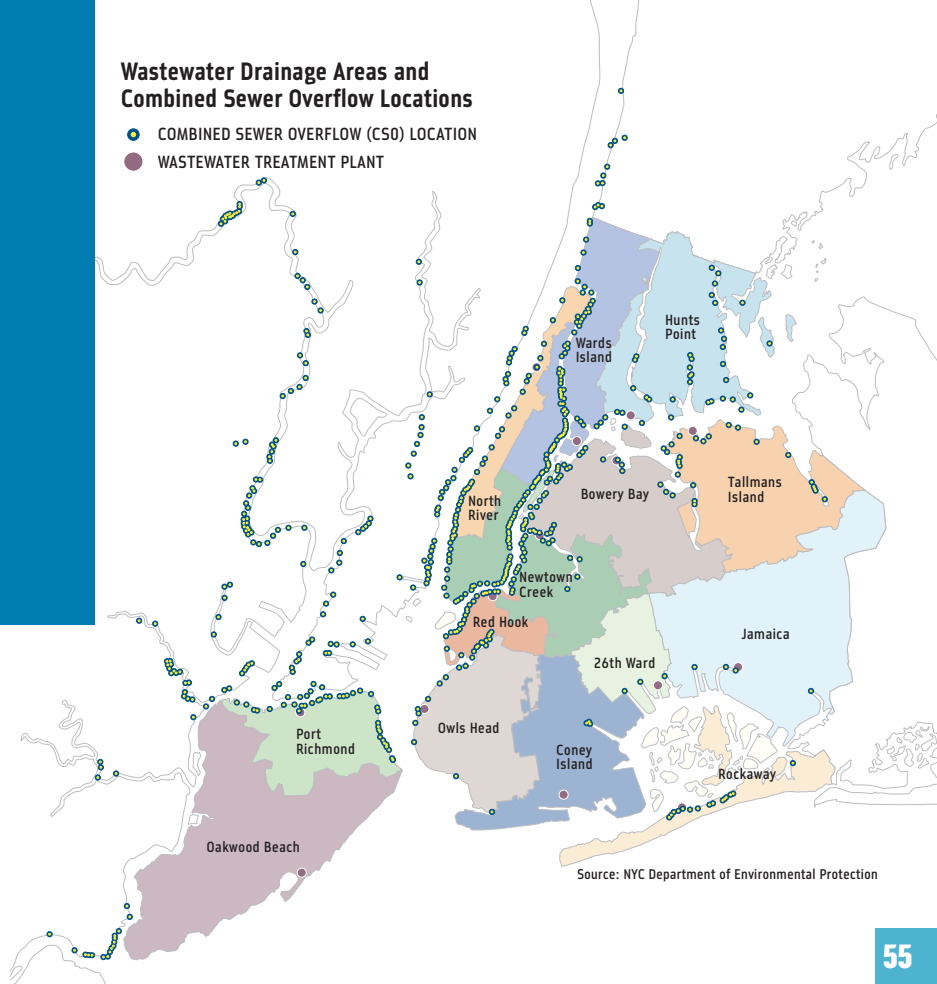 Wastewater Drainage Areas and
Combined Sewer Overflow Locations
COMBINED SEWER OVERFLOW (CSO) LOCATION
WASTEWATER TREATMENT PLANT
Hunts
Point
Wards
Island
Tallmans
Island
Bowery Bay
North
River
Newtown
Creek
Red Hook
Jamaica
26th Ward
Owls Head
Port
Richmond
Coney
Island
Rockaway
Oakwood Beach
Source: NYC Department of Environmental Protection
55